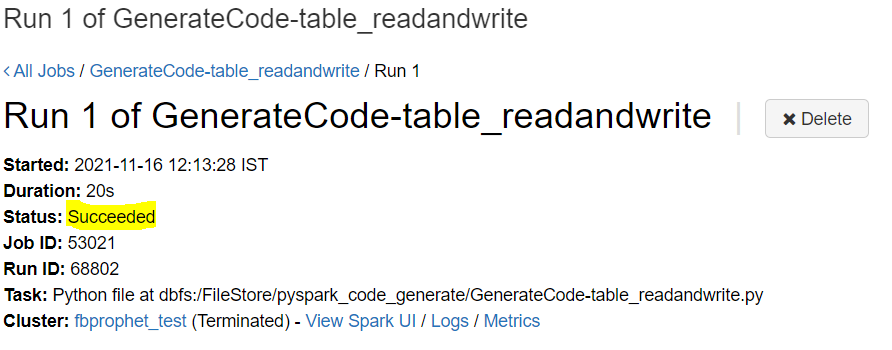 Run 1 of GenerateCode-table_readandwrite
< All Jobs / GenerateCode-table_readandwrite / Run 1
Run 1 of GenerateCode-table_readandwrite
✖ Delete
Started: 2021-11-16 12:13:28 IST
Duration: 20s
Status: Succeeded
Job ID: 53021
Run ID: 68802
Task: Python file at dbfs:/FileStore/pyspark_code_generate/GenerateCode-table_readandwrite.py
Cluster: fbprophet_test (Terminated) - View Spark UI / Logs / Metrics